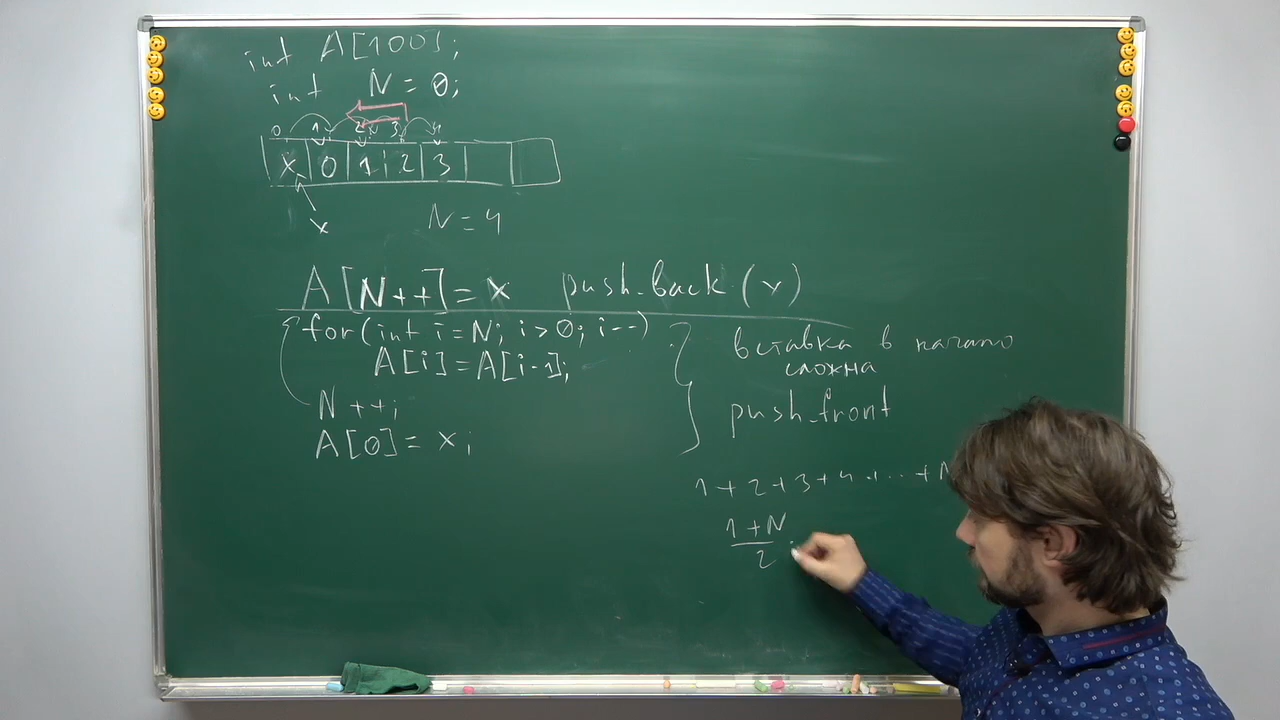 int A[100];
int N = 0;
0 1 2 3 4
x 0 1 2 3
x
N = 4
A[N++] = x push_back (x)
for(int i=N; i>0; i--)
A[i]=A[i-1];
N++;
A[0]= x;
вставка в начало
сложна
push_front
1+2+3+4+...+N
1+N
2